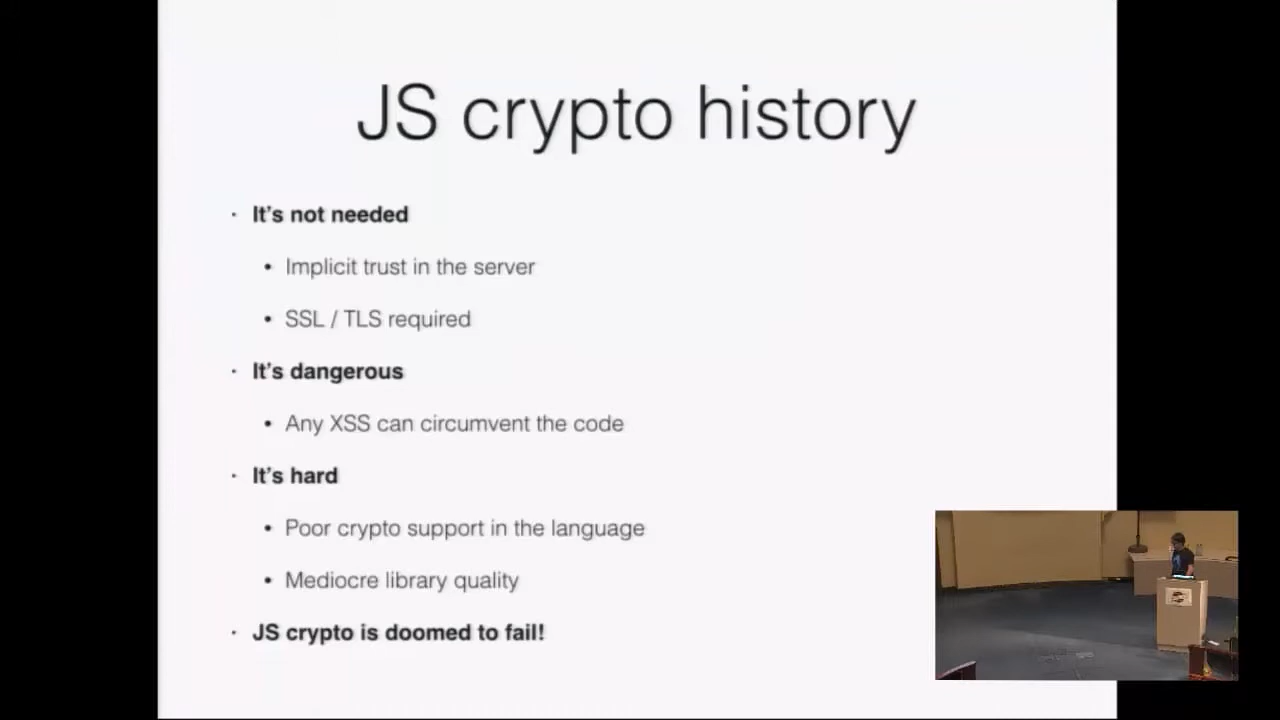 JS crypto history
· It's not needed
• Implicit trust in the server
• SSL / TLS required
· It's dangerous
• Any XSS can circumvent the code
· It's hard
• Poor crypto support in the language
• Mediocre library quality
· JS crypto is doomed to fail!